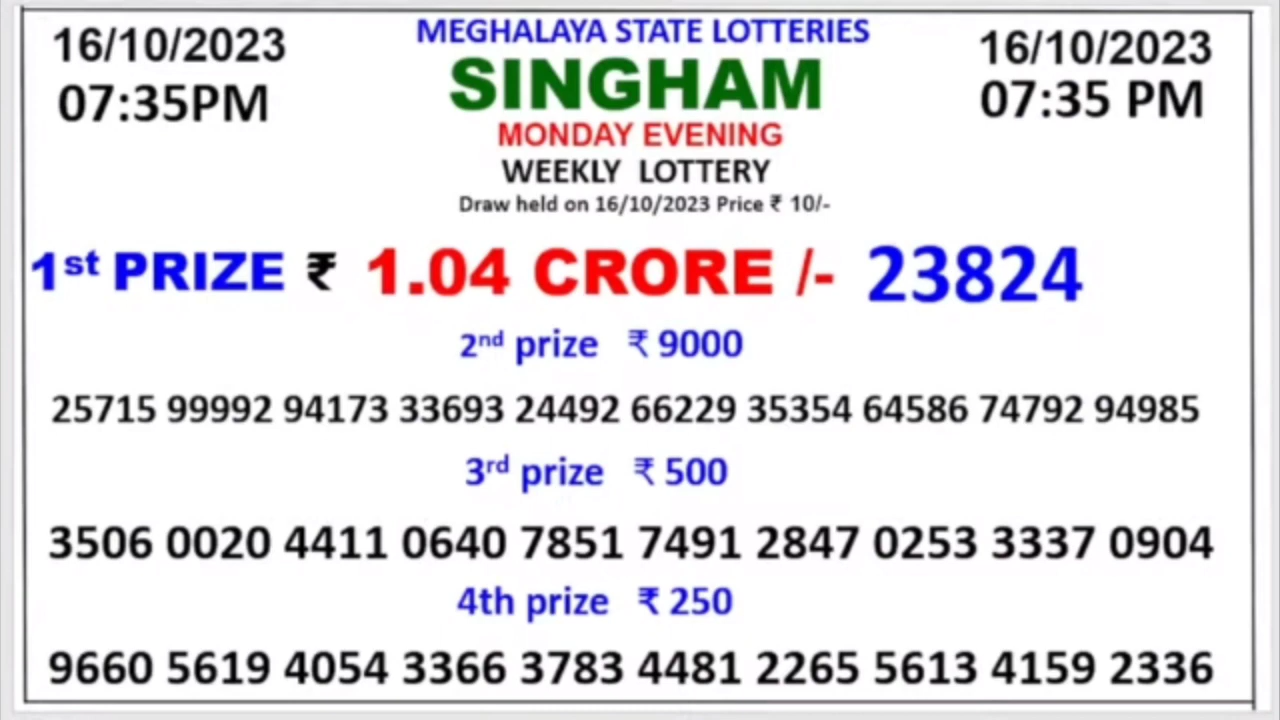 16/10/2023
07:35PM
MEGHALAYA STATE LOTTERIES
SINGHAM
MONDAY EVENING
WEEKLY LOTTERY
Draw held on 16/10/2023 Price ₹ 10/-
16/10/2023
07:35 PM
1st PRIZE ₹ 1.04 CRORE /- 23824
2nd prize ₹ 9000
25715 99992 94173 33693 24492 66229 35354 64586 74792 94985
3rd prize ₹ 500
3506 0020 4411 0640 7851 7491 2847 0253 3337 0904
4th prize ₹ 250
9660 5619 4054 3366 3783 4481 2265 5613 4159 2336